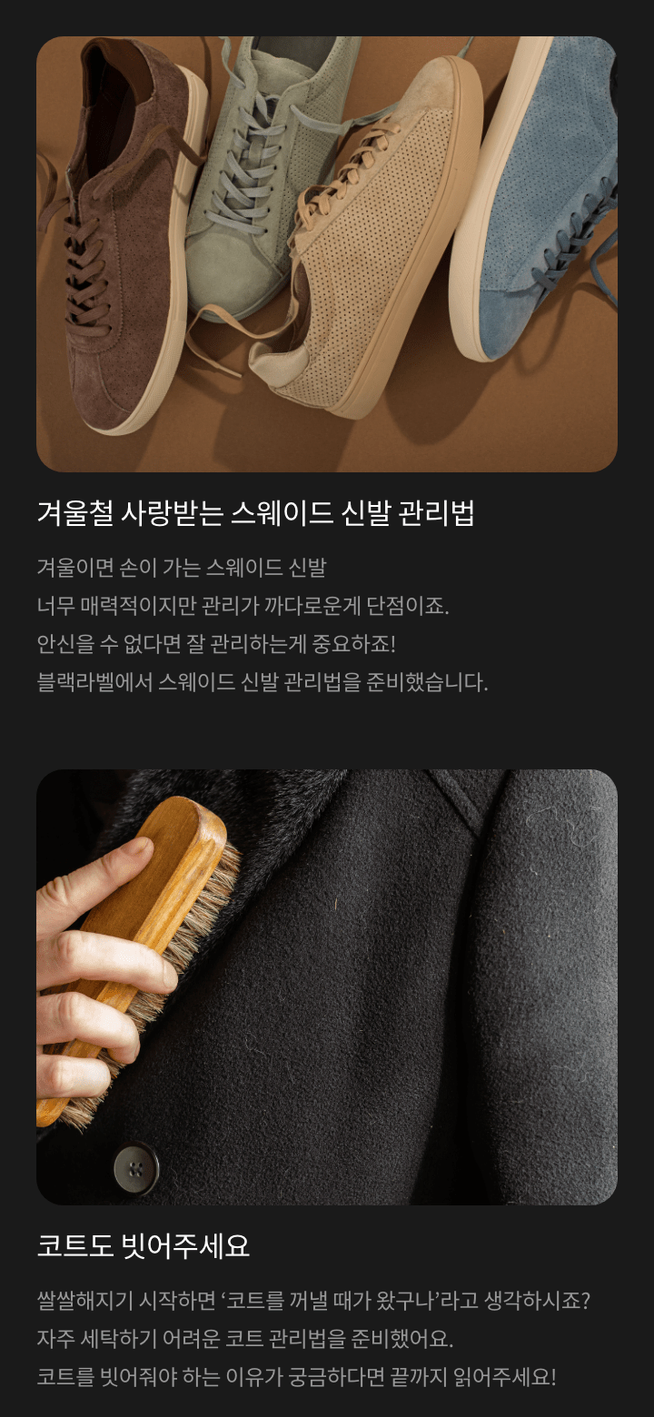 겨울철 사랑받는 스웨이드 신발 관리법
겨울이면 손이 가는 스웨이드 신발
너무 매력적이지만 관리가 까다로운게 단점이죠.
안신을 수 없다면 잘 관리하는게 중요하죠!
블랙라벨에서 스웨이드 신발 관리법을 준비했습니다.
코트도 빗어주세요
쌀쌀해지기 시작하면 ‘코트를 꺼낼 때가 왔구나’라고 생각하시죠?
자주 세탁하기 어려운 코트 관리법을 준비했어요.
코트를 빗어줘야 하는 이유가 궁금하다면 끝까지 읽어주세요!